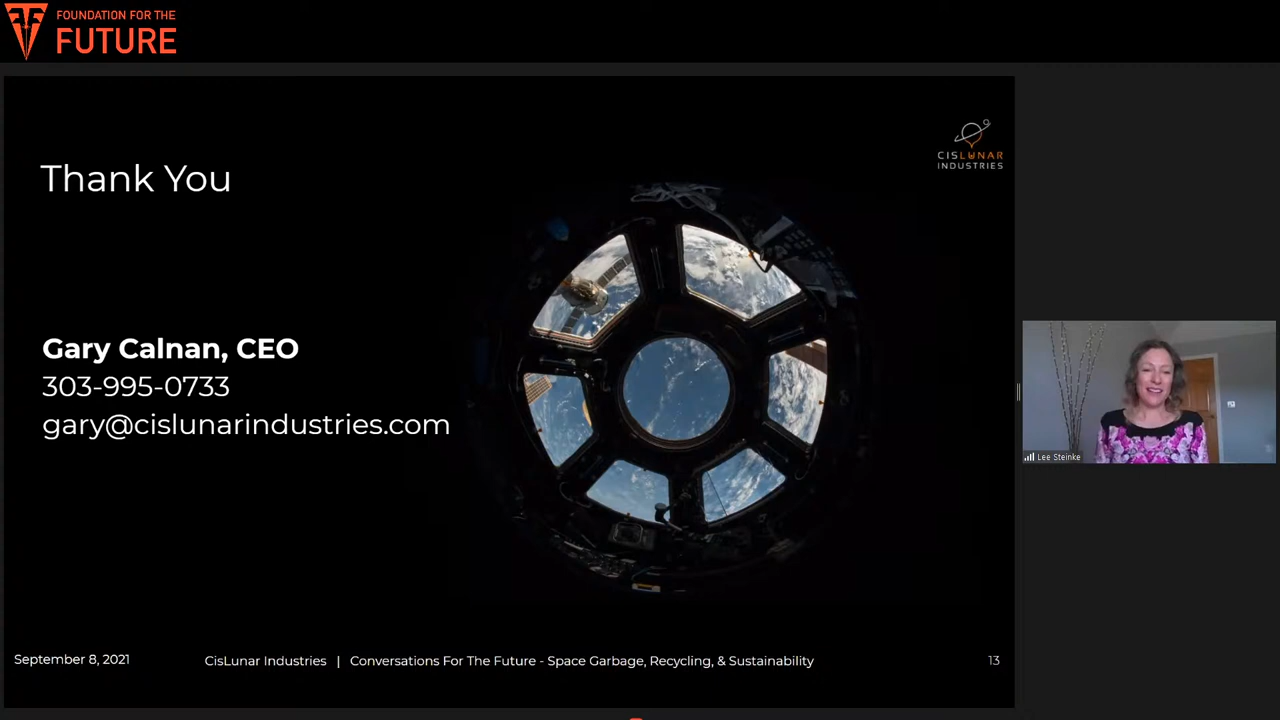 FOUNDATION FOR THE
FUTURE
CISLUNAR
INDUSTRIES
Thank You
Gary Calnan, CEO
303-995-0733
gary@cislunarindustries.com
Lee Steinke
September 8, 2021
CisLunar Industries | Conversations For The Future - Space Garbage, Recycling, & Sustainability
13